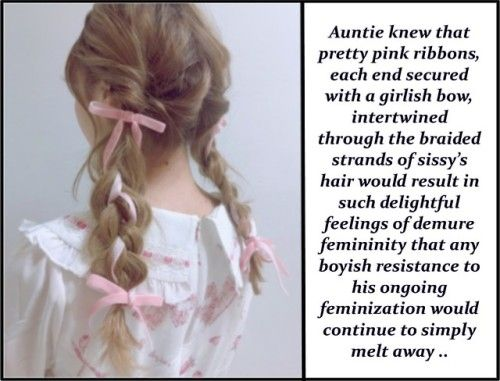 Auntie knew that
pretty pink ribbons,
each end secured
with a girlish bow,
intertwined
through the braided
strands of sissy's
hair would result in
such delightful
feelings of demure
femininity that any
boyish resistance to
his ongoing
feminization would
continue to simply
melt away ..